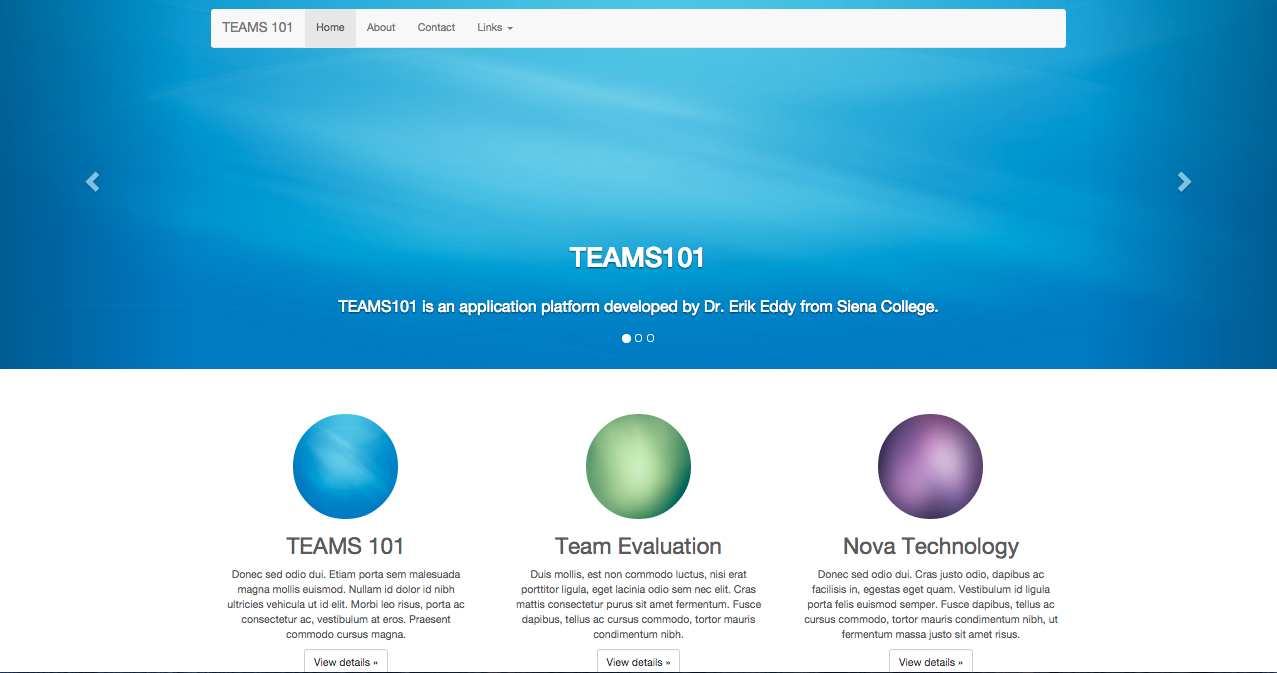 TEAMS 101 Home About Contact Links
TEAMS101
TEAMS101 is an application platform developed by Dr. Erik Eddy from Siena College.
TEAMS 101
Donec sed odio dui. Etiam porta sem malesuada
magna mollis euismod. Nullam id dolor id nibh
ultricies vehicula ut id elit. Morbi leo risus, porta ac
consectetur ac, vestibulum at eros. Praesent
commodo cursus magna.
View details »
Team Evaluation
Duis mollis, est non commodo luctus, nisi erat
porttitor ligula, eget lacinia odio sem nec elit. Cras
mattis consectetur purus sit amet fermentum. Fusce
dapibus, tellus ac cursus commodo, tortor mauris
condimentum nibh.
View details »
Nova Technology
Donec sed odio dui. Cras justo odio, dapibus ac
facilisis in, egestas eget quam. Vestibulum id ligula
porta felis euismod semper. Fusce dapibus, tellus ac
cursus commodo, tortor mauris condimentum nibh, ut
fermentum massa justo sit amet risus.
View details »